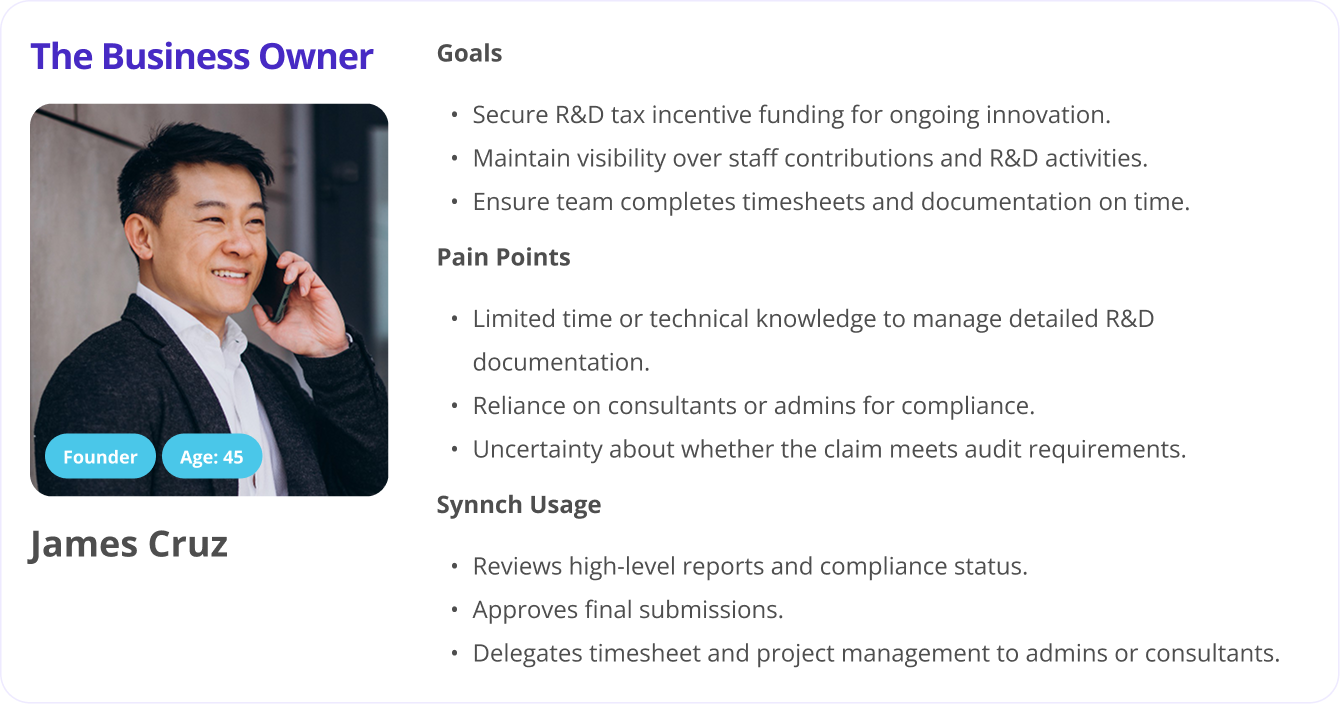 The Business Owner
Founder
Age: 45
James Cruz
Goals
• Secure R&D tax incentive funding for ongoing innovation.
• Maintain visibility over staff contributions and R&D activities.
• Ensure team completes timesheets and documentation on time.
Pain Points
• Limited time or technical knowledge to manage detailed R&D
documentation.
• Reliance on consultants or admins for compliance.
• Uncertainty about whether the claim meets audit requirements.
Synnch Usage
• Reviews high-level reports and compliance status.
• Approves final submissions.
• Delegates timesheet and project management to admins or consultants.